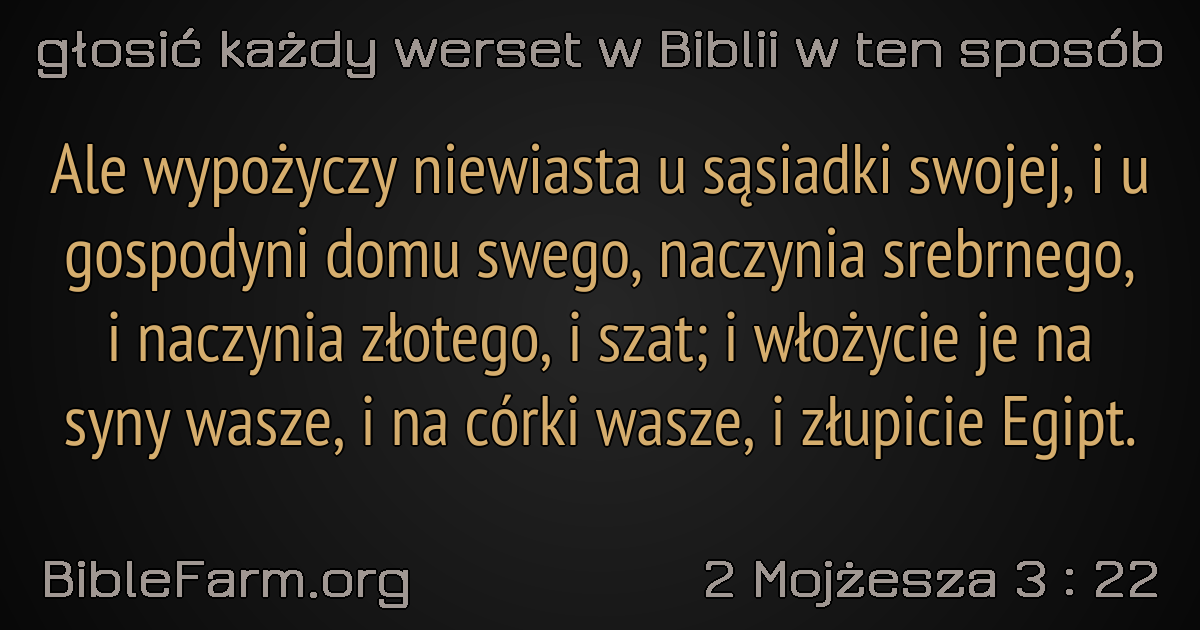 głosić każdy werset w Biblii w ten sposób
Ale wypożyczy niewiasta u sąsiadki swojej, i u
gospodyni domu swego, naczynia srebrnego,
i naczynia złotego, i szat; i włożycie je na
syny wasze, i na córki wasze, i złupicie Egipt.
BibleFarm.org
2 Mojżesza 3 : 22